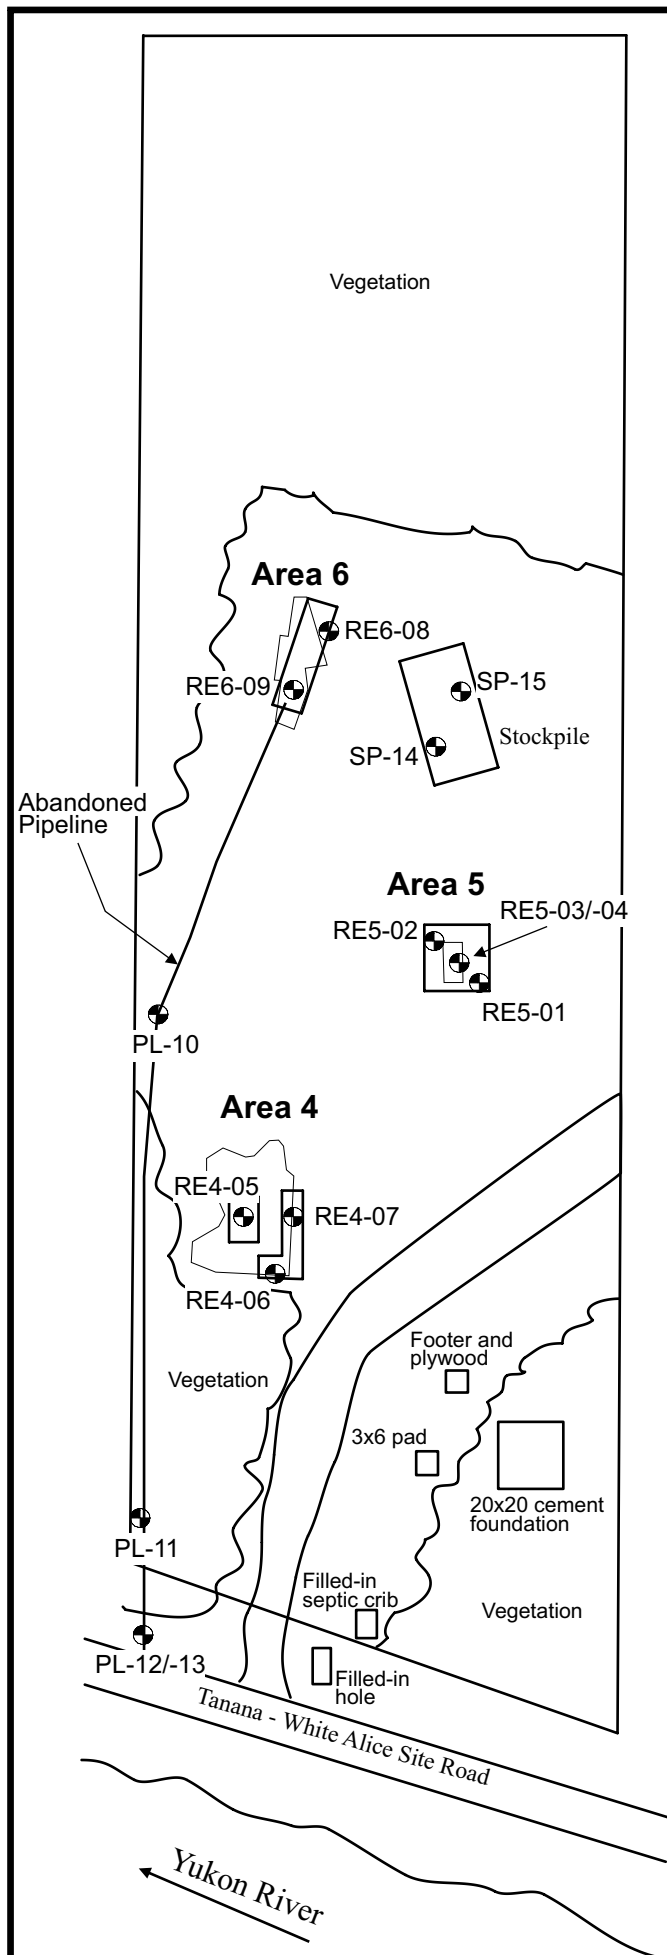 Vegetation
Area 6
RE6-08
RE6-09
SP-15
Stockpile
SP-14
Abandoned
Pipeline
Area 5
RE5-03/-04
RE5-02
RE5-01
PL-10
Area 4
RE4-05
RE4-07
RE4-06
Footer and
plywood
Vegetation
3x6 pad
20x20 cement
foundation
PL-11
Filled-in
septic crib
Vegetation
PL-12/-13
Filled-in
hole
Tanana - White Alice Site Road
Yukon River